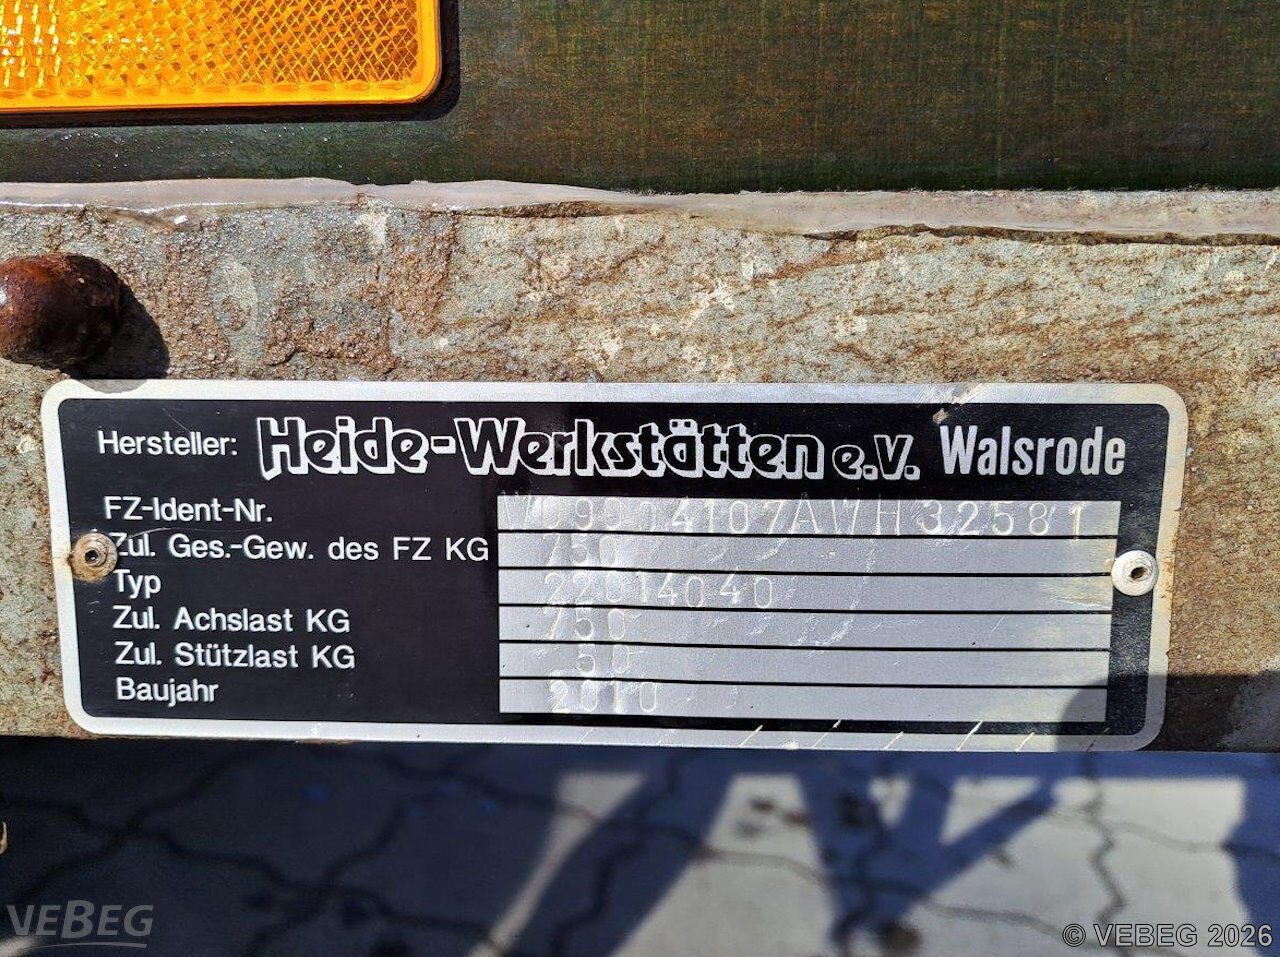 Hersteller: Heide-Werkstätten e.V. Walsrode
FZ-Ident-Nr. W09004107AWH32581
Zul. Ges.-Gew. des FZ KG 750
Typ 22014040
Zul. Achslast KG 750
Zul. Stützlast KG 50
Baujahr 2010
VEBEG
© VEBEG 2026